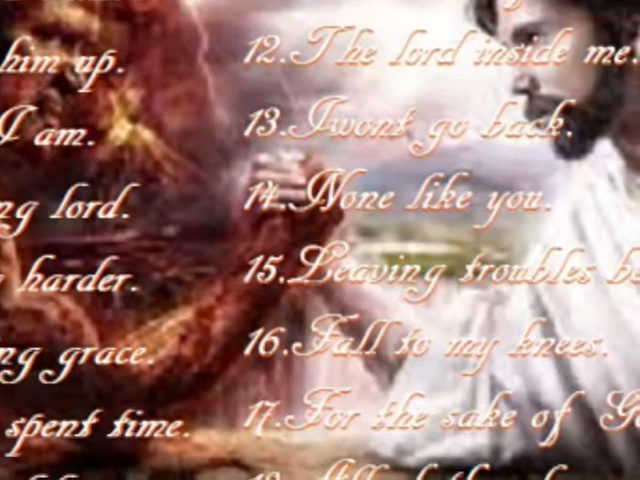 him up.
I am.
ng lord.
harder.
ng grace.
spent time.
12. The lord inside me!
13. Iwont go back.
14. None like you.
15. Leaving troubles b
16. Fall to my knees.
17. For the sake of G